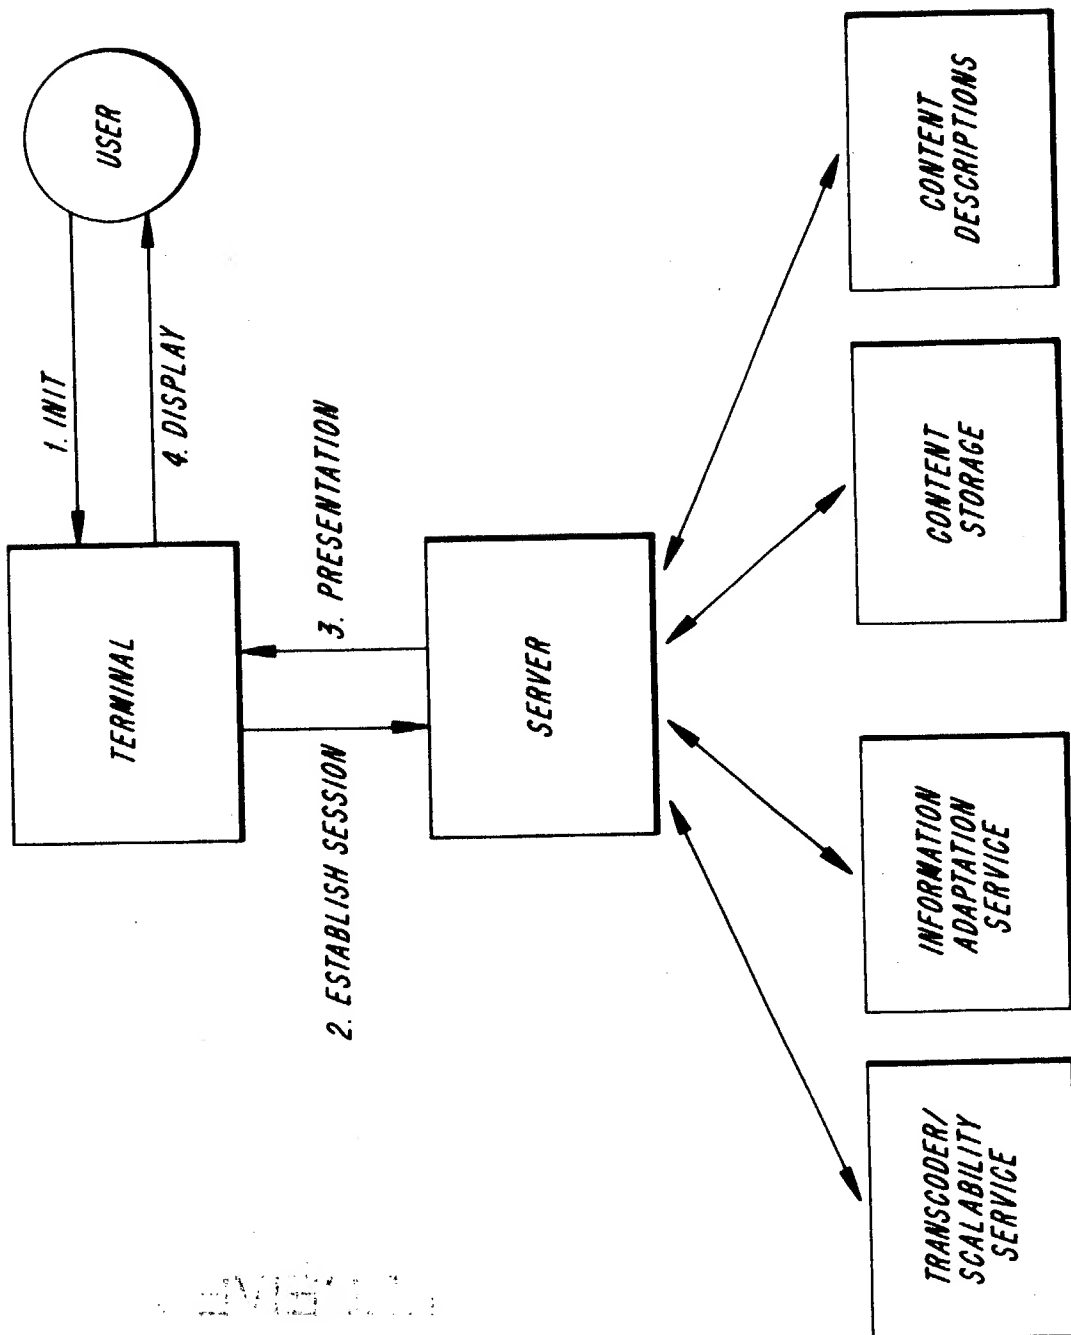 USER
1. INIT
4. DISPLAY
TERMINAL
3. PRESENTATION
2. ESTABLISH SESSION
SERVER
CONTENT
DESCRIPTIONS
CONTENT
STORAGE
INFORMATION
ADAPTATION
SERVICE
TRANSCODER/
SCALABILITY
SERVICE